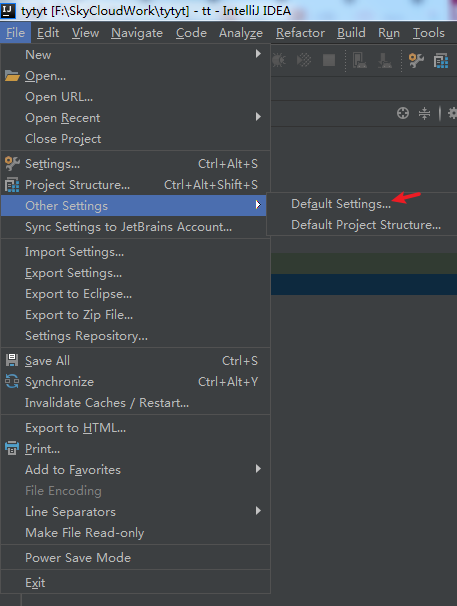 tytyt [F:\SkyCloudWork\tytyt] - tt - IntelliJ IDEA
File Edit View Navigate Code Analyze Refactor Build Run Tools
New
Open...
Open URL...
Open Recent
Close Project
Settings... Ctrl+Alt+S
Project Structure... Ctrl+Alt+Shift+S
Other Settings
Default Settings...
Sync Settings to JetBrains Account...
Default Project Structure...
Import Settings...
Export Settings...
Export to Eclipse...
Export to Zip File...
Settings Repository...
Save All Ctrl+S
Synchronize Ctrl+Alt+Y
Invalidate Caches / Restart...
Export to HTML...
Print...
Add to Favorites
File Encoding
Line Separators
Make File Read-only
Power Save Mode
Exit